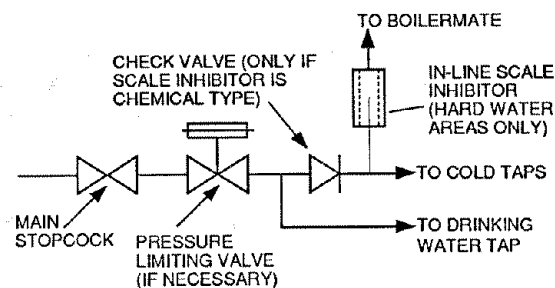 TO BOILERMATE
CHECK VALVE (ONLY IF
SCALE INHIBITOR IS
CHEMICAL TYPE)
IN-LINE SCALE
INHIBITOR
(HARD WATER
AREAS ONLY)
TO COLD TAPS
MAIN
STOPCOCK
PRESSURE
LIMITING VALVE
(IF NECESSARY)
TO DRINKING
WATER TAP